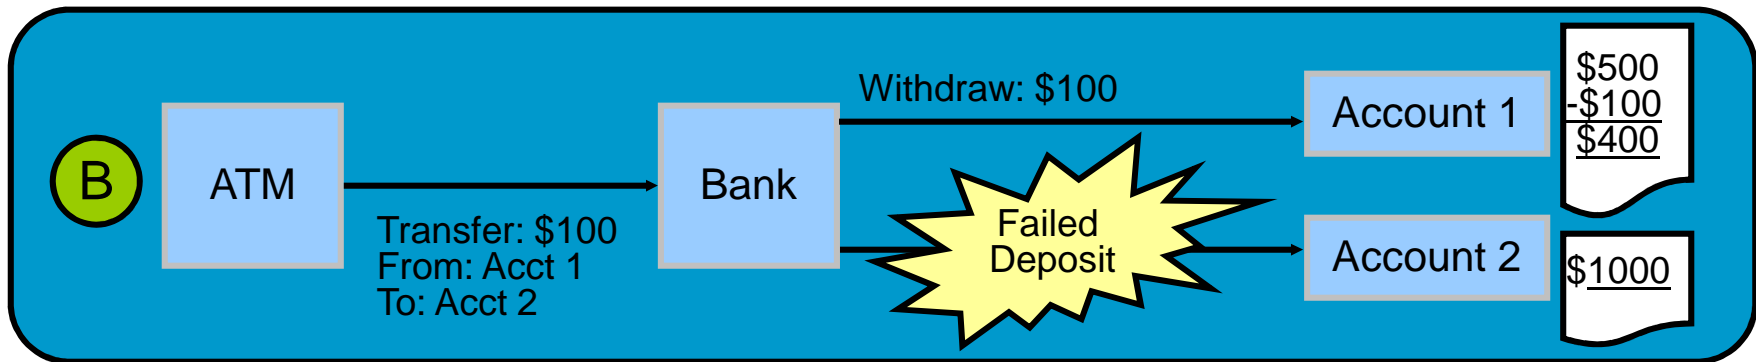 B
ATM
Transfer: $100
From: Acct 1
To: Acct 2
Bank
Withdraw: $100
Failed
Deposit
Account 1
$500
-$100
$400
Account 2
$1000